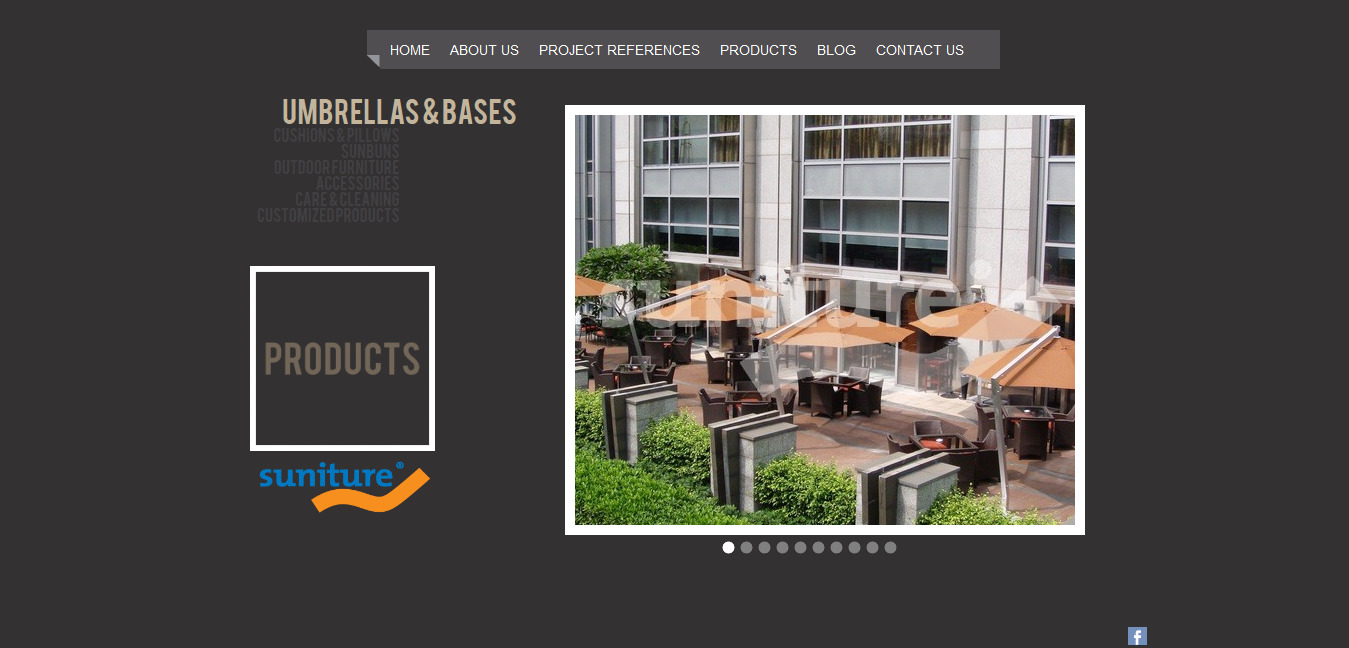 HOME ABOUT US PROJECT REFERENCES PRODUCTS BLOG CONTACT US
UMBRELLAS & BASES
CUSHIONS & PILLOWS
SUNBUNS
OUTDOOR FURNITURE
ACCESSORIES
CARE & CLEANING
CUSTOMIZED PRODUCTS
suniture
PRODUCTS
suniture®
f